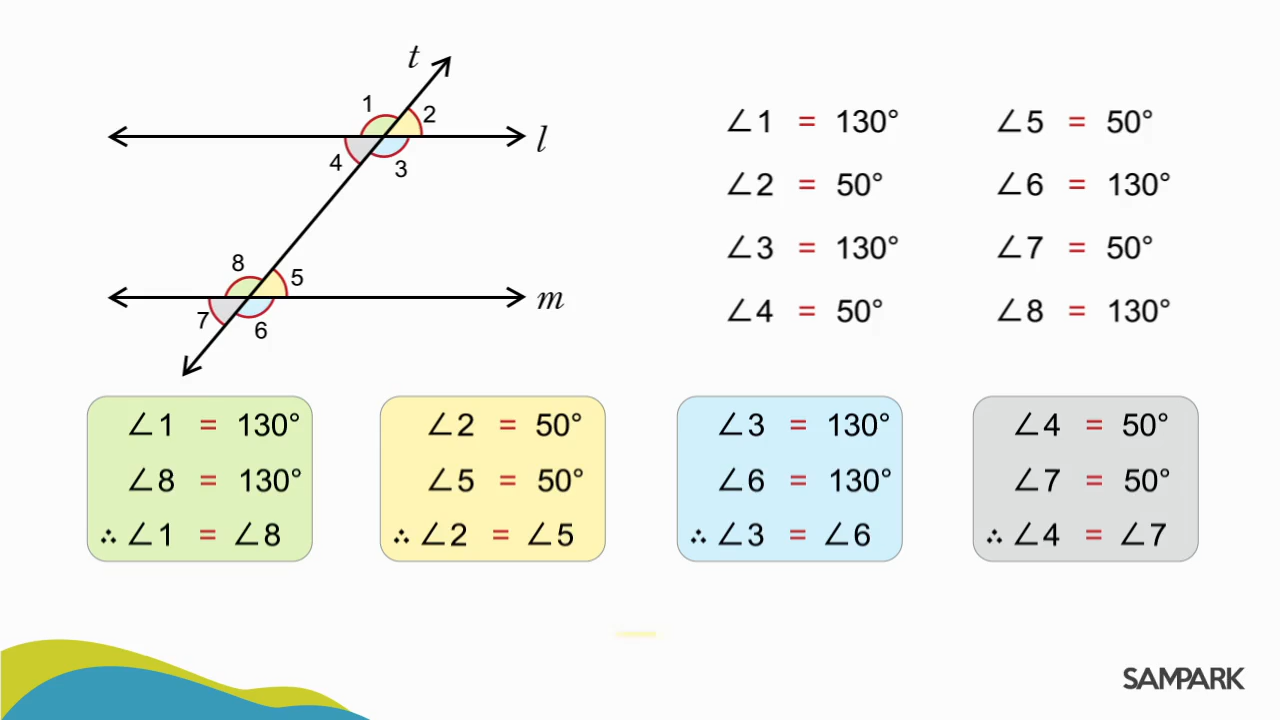 t
1
2
l
4
3
8
5
m
7
6
∠1 = 130°
∠2 = 50°
∠3 = 130°
∠4 = 50°
∠5 = 50°
∠6 = 130°
∠7 = 50°
∠8 = 130°
∠1 = 130°
∠8 = 130°
∴ ∠1 = ∠8
∠2 = 50°
∠5 = 50°
∴ ∠2 = ∠5
∠3 = 130°
∠6 = 130°
∴ ∠3 = ∠6
∠4 = 50°
∠7 = 50°
∴ ∠4 = ∠7
SAMPARK